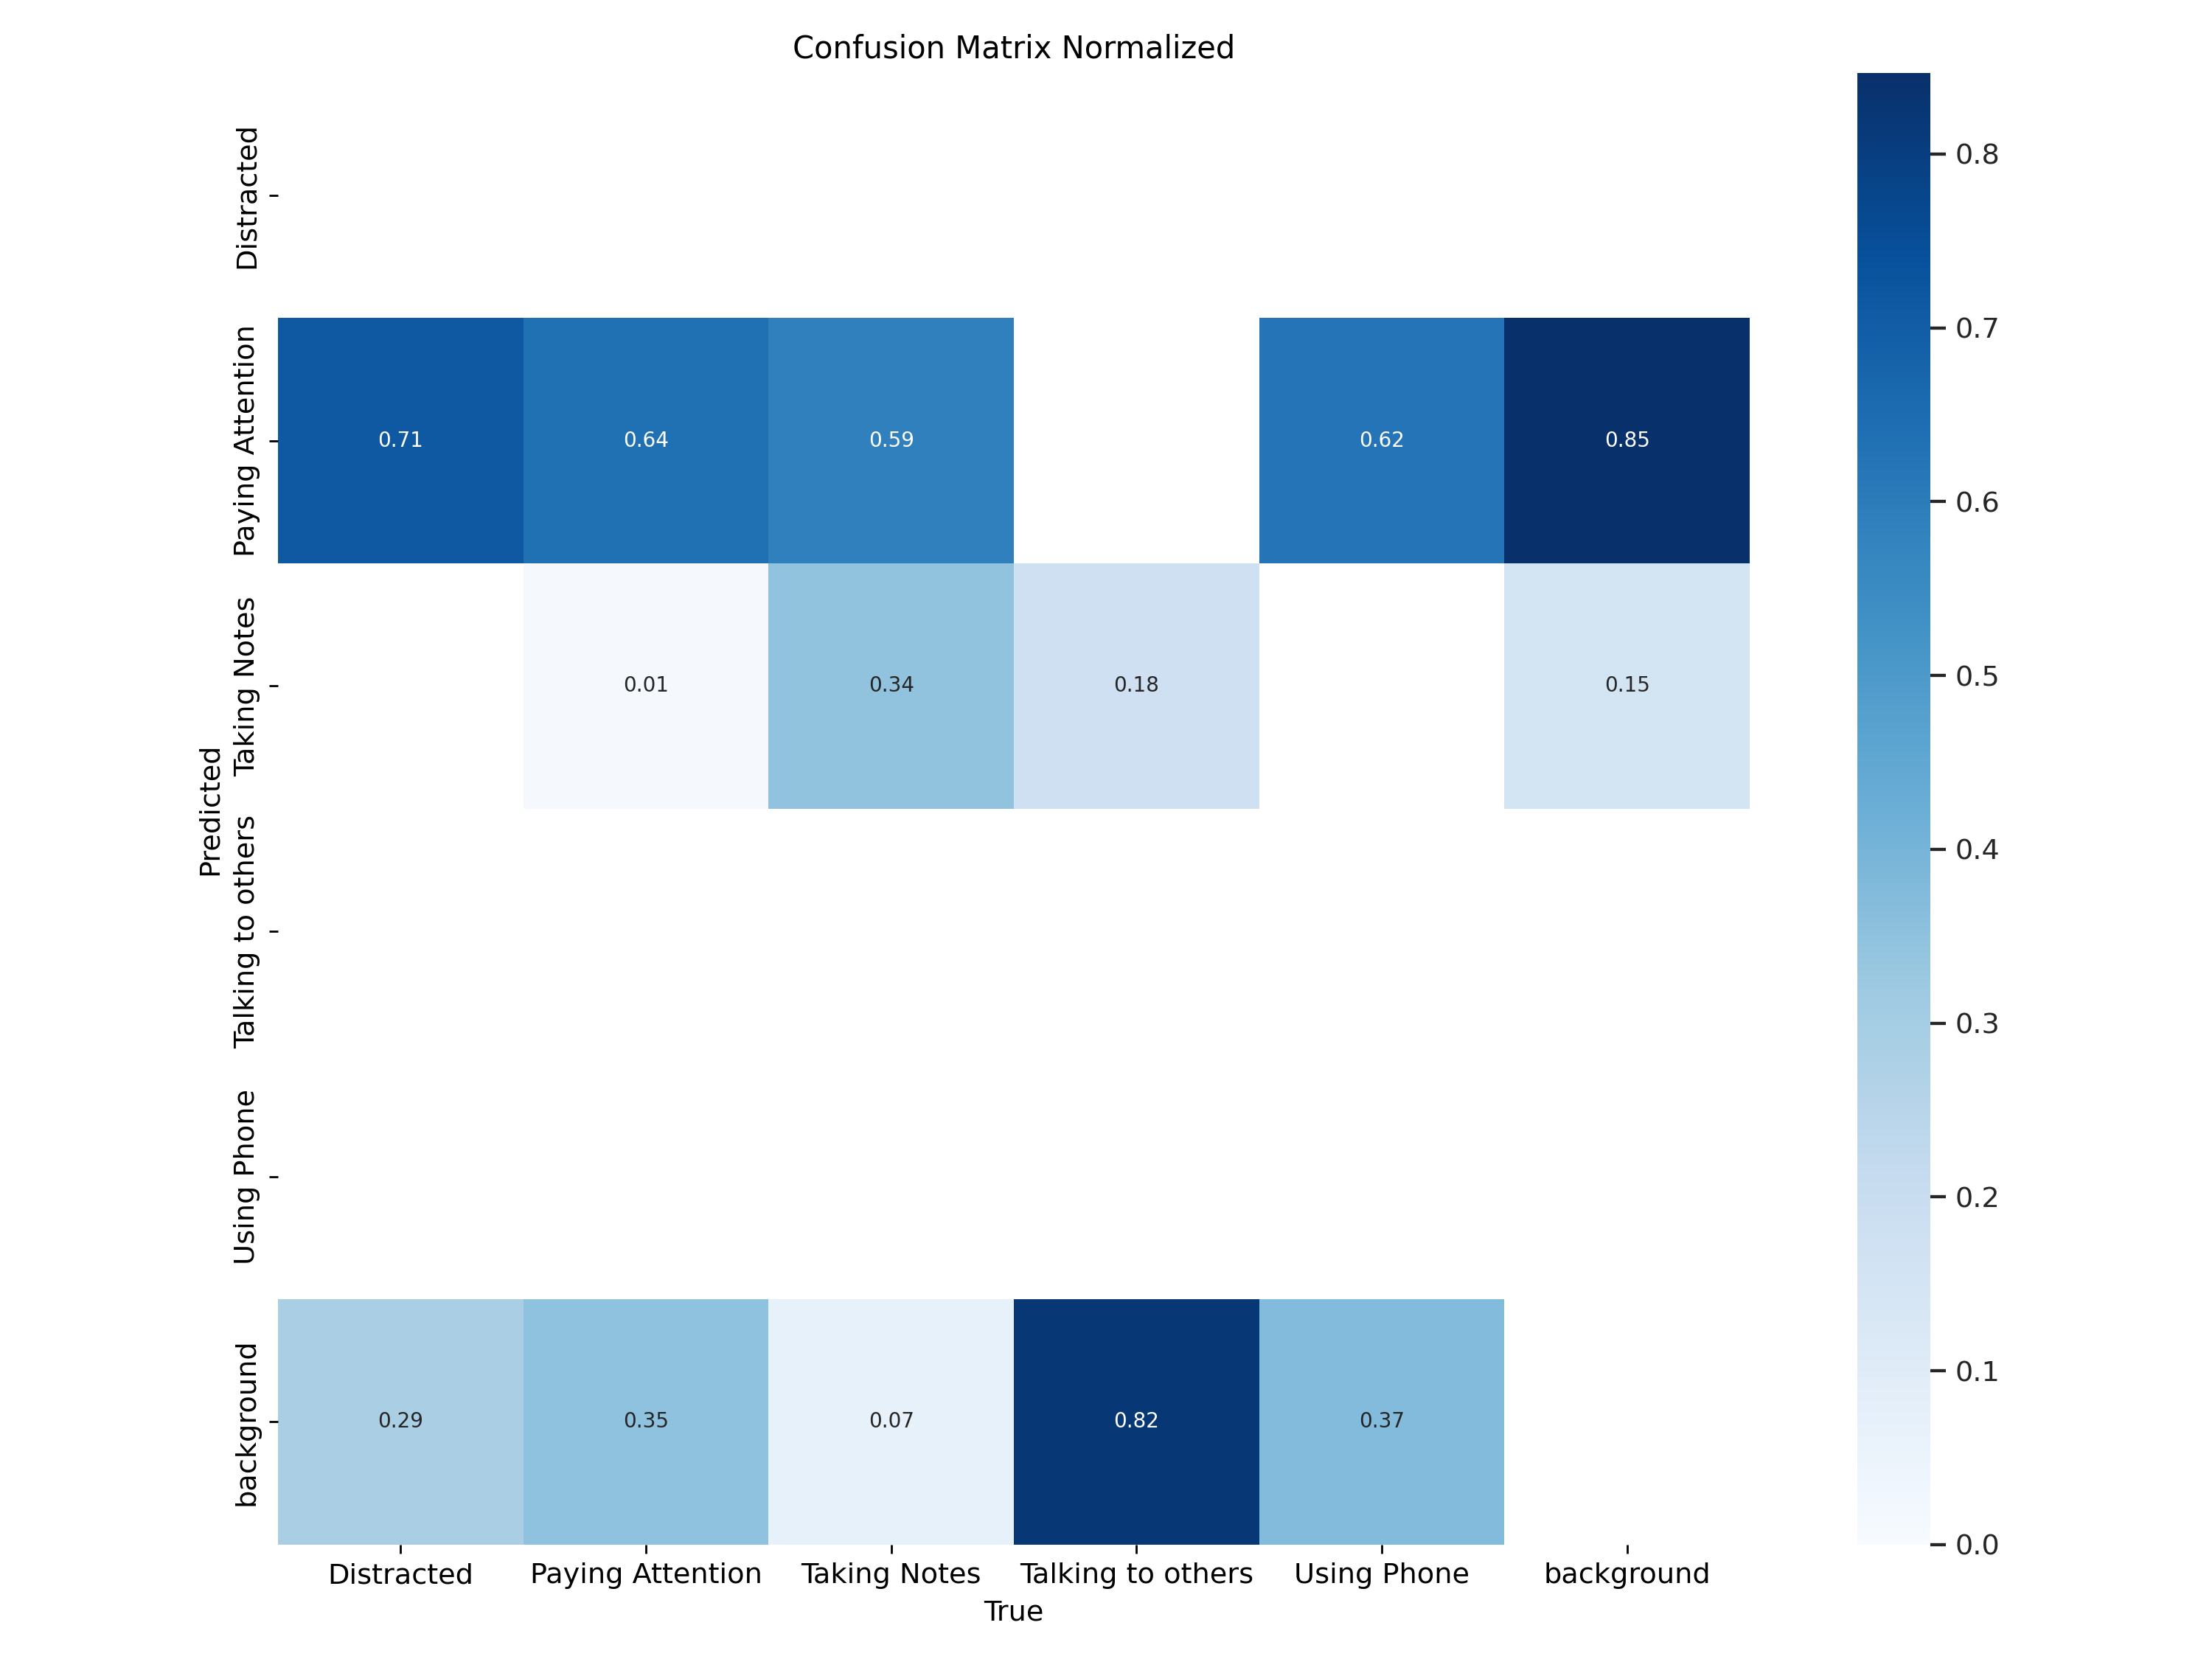 Confusion Matrix Normalized
Predicted
Distracted
Paying Attention
0.71 0.64 0.59 0.62 0.85
Taking Notes
0.01 0.34 0.18 0.15
Talking to others
Using Phone
background
0.29 0.35 0.07 0.82 0.37
Distracted Paying Attention Taking Notes Talking to others Using Phone background
True
0.8
0.7
0.6
0.5
0.4
0.3
0.2
0.1
0.0